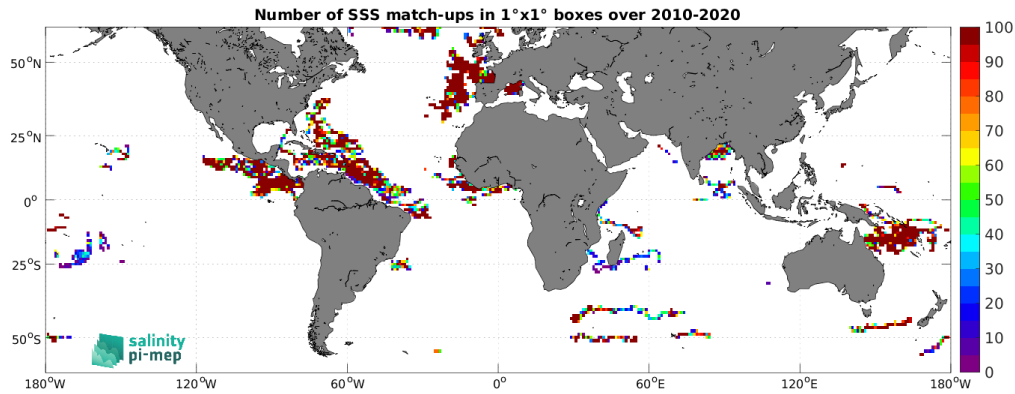 Number of SSS match-ups in 1°x1° boxes over 2010-2020
50°N
25°N
0°
25°S
50°S
180°W
120°W
60°W
0°
60°E
120°E
180°W
100
90
80
70
60
50
40
30
20
10
0
salinity
pi-mep